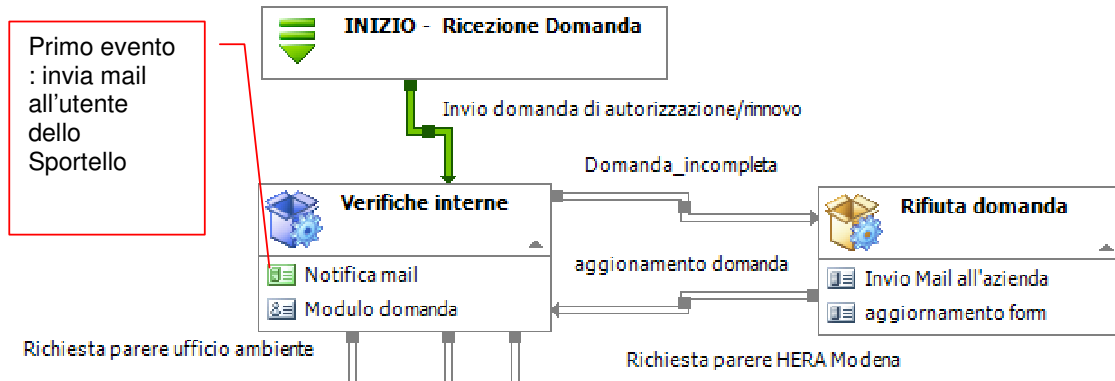 Primo evento
: invia mail
all'utente
dello
Sportello
INIZIO - Ricezione Domanda
Invio domanda di autorizzazione/rinnovo
Domanda_incompleta
Verifiche interne
Notifica mail
Modulo domanda
Rifiuta domanda
Invio Mail all'azienda
aggiornamento form
aggionamento domanda
Richiesta parere ufficio ambiente
Richiesta parere HERA Modena